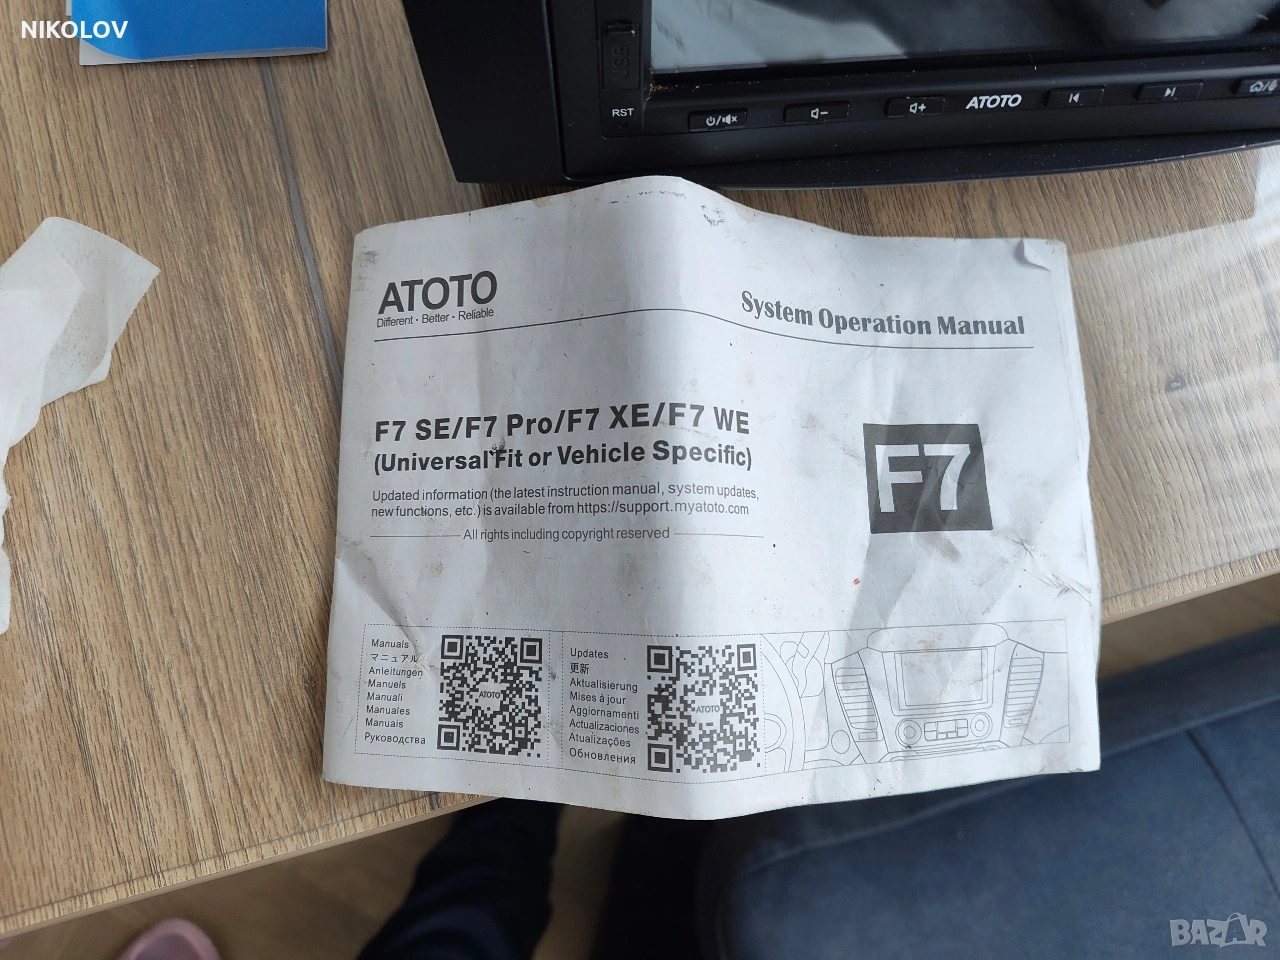 NIKOLOV
USB
RST
ATOTO
ATOTO
Different · Better · Reliable
System Operation Manual
F7 SE/F7 Pro/F7 XE/F7 WE
(Universal Fit or Vehicle Specific)
F7
Updated information (the latest instruction manual, system updates,
new functions, etc.) is available from https://support.myatoto.com
All rights including copyright reserved
Manuals
マニュアル
Anleitungen
Manuels
Manuali
Manuales
Manuais
Руководства
ATOTO
Updates
更新
Aktualisierung
Mises à jour
Aggiornamenti
Actualizaciones
Atualizações
Обновления
ATOTO
BAZAR